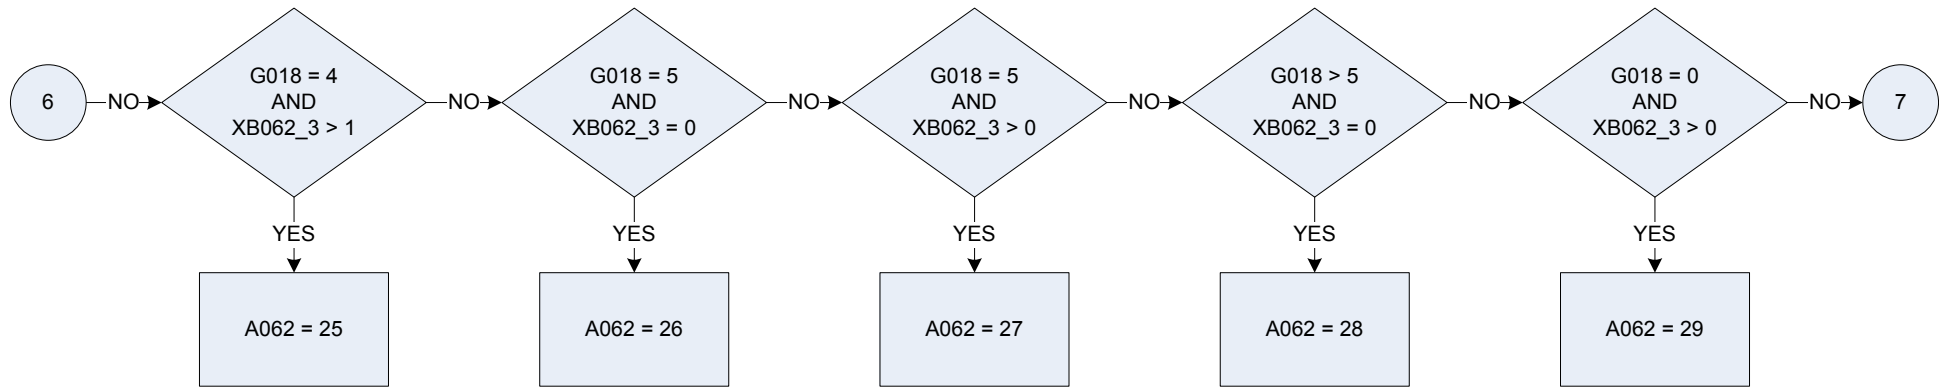 6
NO
G018 = 4
AND
XB062_3 > 1
NO
G018 = 5
AND
XB062_3 = 0
NO
G018 = 5
AND
XB062_3 > 0
NO
G018 > 5
AND
XB062_3 = 0
NO
G018 = 0
AND
XB062_3 > 0
NO
7
YES
YES
YES
YES
YES
A062 = 25
A062 = 26
A062 = 27
A062 = 28
A062 = 29